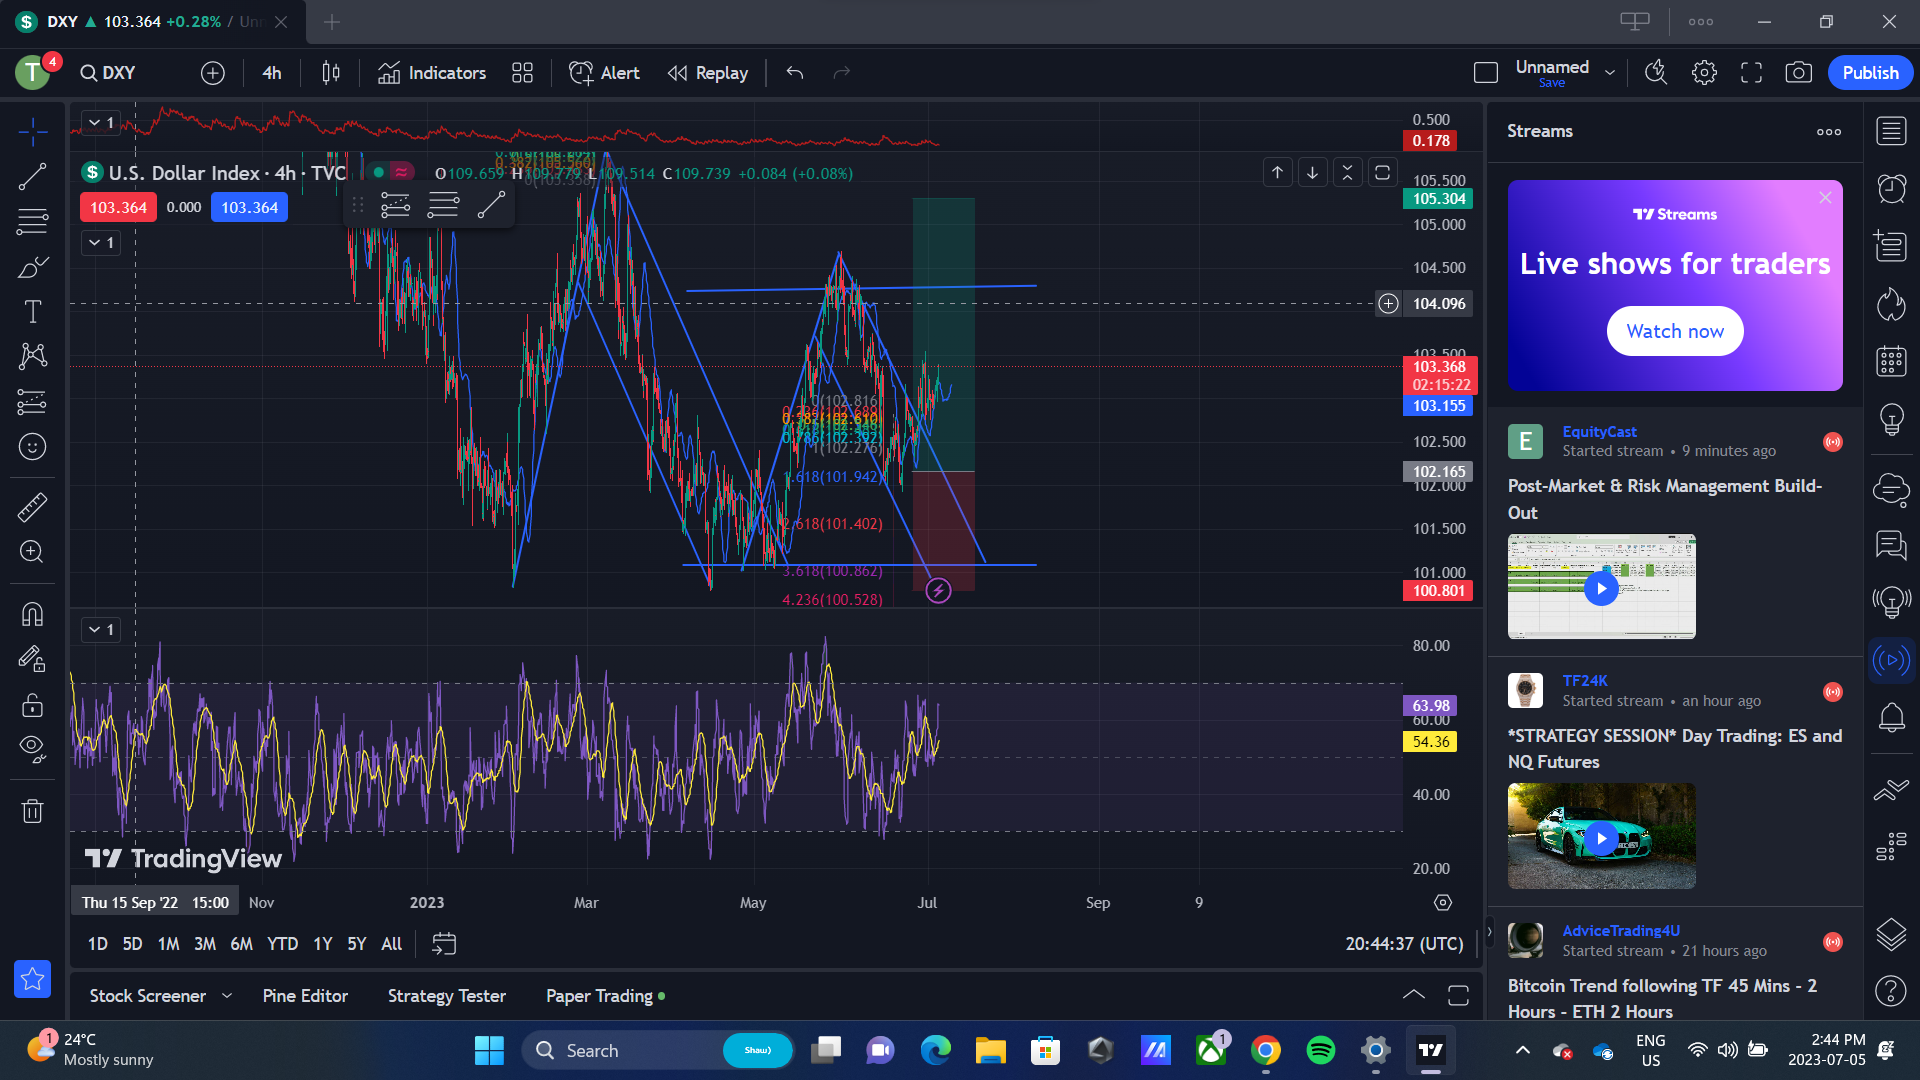 DXY ▲ 103.364 +0.28% / Unn
T 4
DXY
4h
Indicators
Alert
Replay
Unnamed
Save
Publish
1
0.500
0.178
U.S. Dollar Index · 4h · TVC
O109.659 H109.779 L109.514 C109.739 +0.084 (+0.08%)
103.364 0.000 103.364
1
0.382(105.560)
0(103.358)
105.500
105.304
105.000
104.500
104.096
103.500
103.368
02:15:22
103.155
102.500
102.165
102.000
101.500
101.000
100.801
0(102.816)
0.236(102.689)
0.382(102.610)
0.786(102.392)
1(102.276)
1.618(101.942)
2.618(101.402)
3.618(100.862)
4.236(100.528)
1
80.00
63.98
60.00
54.36
40.00
20.00
TradingView
Thu 15 Sep '22 15:00
Nov
2023
Mar
May
Jul
Sep
9
1D 5D 1M 3M 6M YTD 1Y 5Y All
20:44:37 (UTC)
Stock Screener
Pine Editor
Strategy Tester
Paper Trading
Streams
Streams
Live shows for traders
Watch now
E
EquityCast
Started stream • 9 minutes ago
Post-Market & Risk Management Build-
Out
TF24K
Started stream • an hour ago
*STRATEGY SESSION* Day Trading: ES and
NQ Futures
AdviceTrading4U
Started stream • 21 hours ago
Bitcoin Trend following TF 45 Mins - 2
Hours - ETH 2 Hours
1
24°C
Mostly sunny
Search
Shaw)
1
ENG
US
2:44 PM
2023-07-05